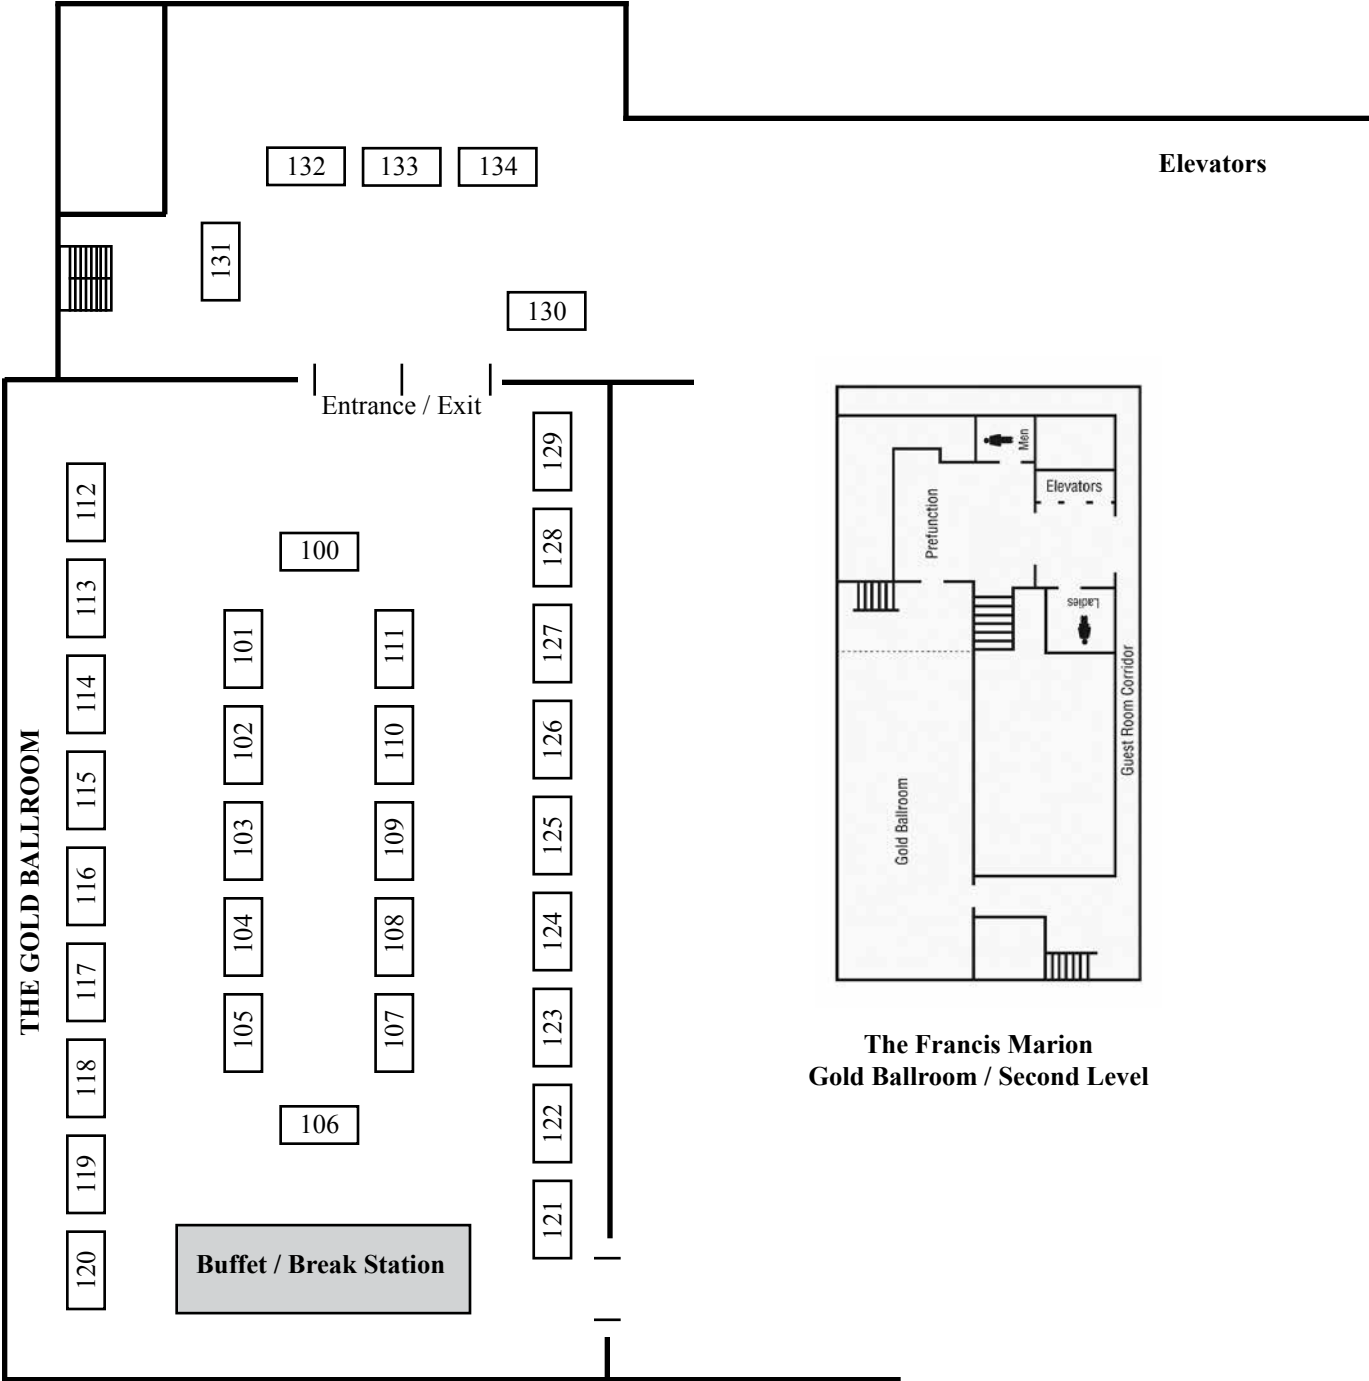 132 133 134
Elevators
131
130
Entrance / Exit
129
112
128
100
113
127
101
111
114
126
102
110
115
125
103
109
116
124
104
108
117
123
105
107
118
122
106
119
121
120
THE GOLD BALLROOM
Buffet / Break Station
Men
Elevators
Prefunction
Ladies
Guest Room Corridor
Gold Ballroom
The Francis Marion
Gold Ballroom / Second Level